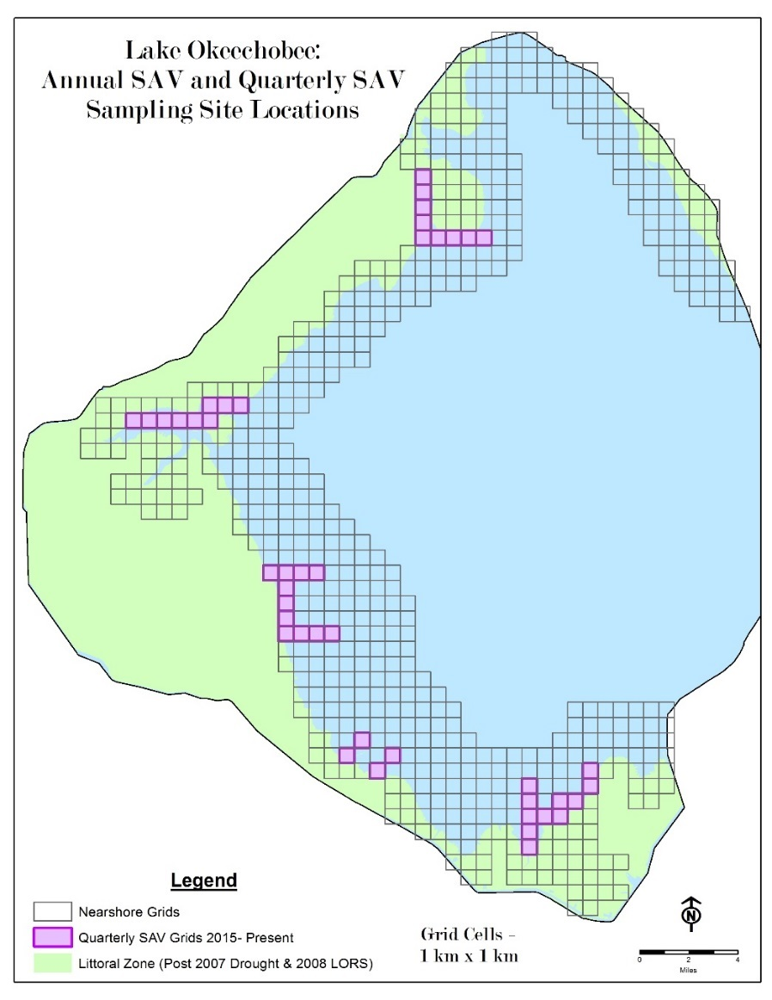 Lake Okeechobee:
Annual SAV and Quarterly SAV
Sampling Site Locations
Legend
Nearshore Grids
Quarterly SAV Grids 2015- Present
Littoral Zone (Post 2007 Drought & 2008 LORS)
Grid Cells -
1 km x 1 km
N
0 2 4
Miles